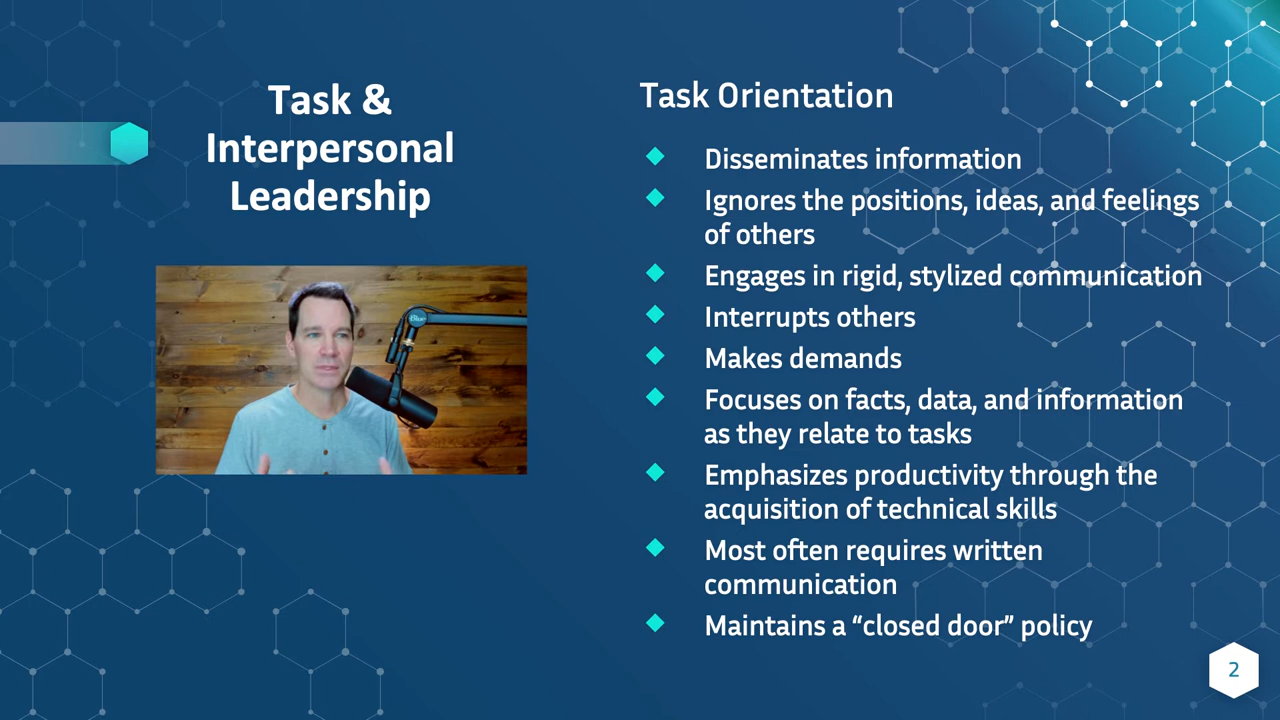 Task &
Interpersonal
Leadership
Task Orientation
Disseminates information
Ignores the positions, ideas, and feelings
of others
Engages in rigid, stylized communication
Interrupts others
Makes demands
Focuses on facts, data, and information
as they relate to tasks
Emphasizes productivity through the
acquisition of technical skills
Most often requires written
communication
Maintains a “closed door” policy
Blue
2